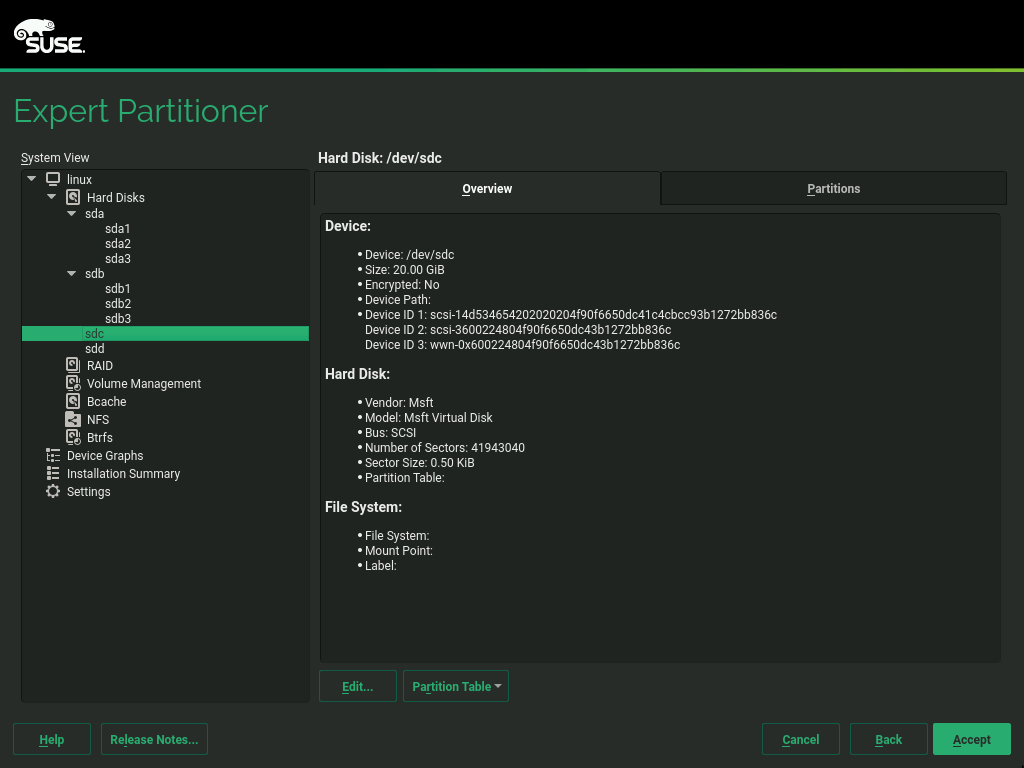 SUSE.
Expert Partitioner
System View
linux
Hard Disks
sda
sda1
sda2
sda3
sdb
sdb1
sdb2
sdb3
sdc
sdd
RAID
Volume Management
Bcache
NFS
Btrfs
Device Graphs
Installation Summary
Settings
Hard Disk: /dev/sdc
Overview
Partitions
Device:
• Device: /dev/sdc
• Size: 20.00 GiB
• Encrypted: No
• Device Path:
• Device ID 1: scsi-14d534654202020204f90f6650dc41c4cbcc93b1272bb836c
Device ID 2: scsi-3600224804f90f6650dc43b1272bb836c
Device ID 3: wwn-0x600224804f90f6650dc43b1272bb836c
Hard Disk:
• Vendor: Msft
• Model: Msft Virtual Disk
• Bus: SCSI
• Number of Sectors: 41943040
• Sector Size: 0.50 KiB
• Partition Table:
File System:
• File System:
• Mount Point:
• Label:
Edit...
Partition Table
Help
Release Notes...
Cancel
Back
Accept